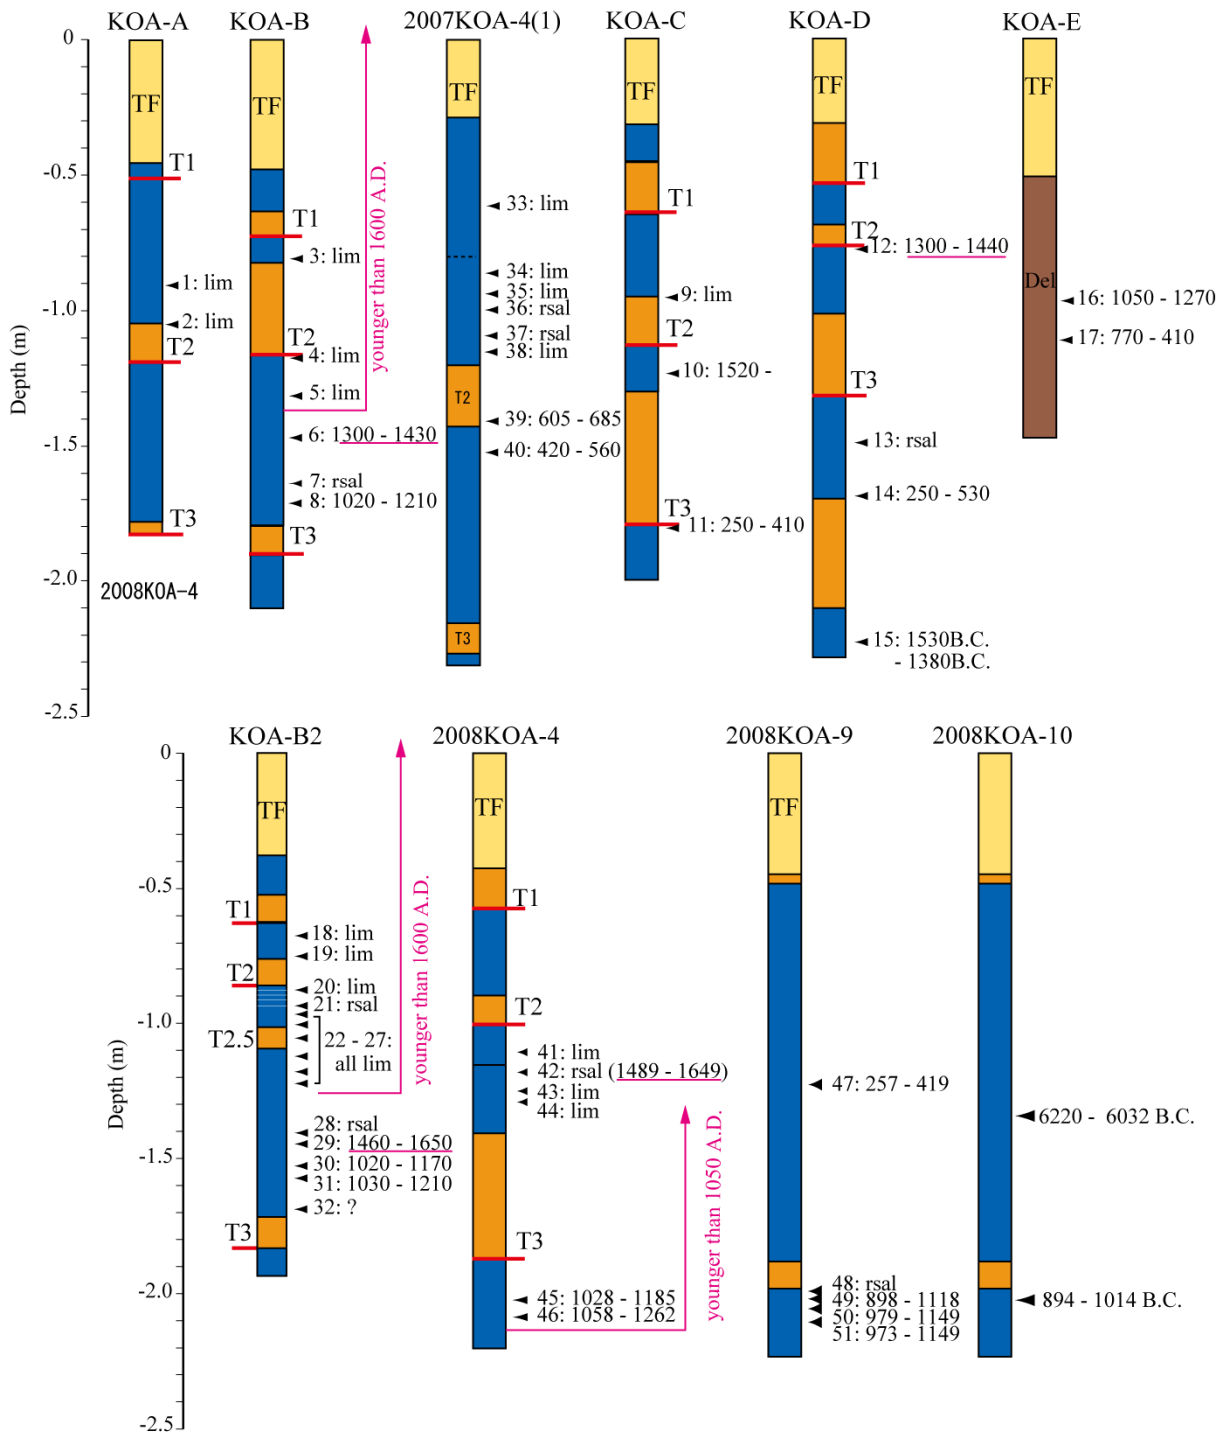 KOA-A
KOA-B
2007KOA-4(1)
KOA-C
KOA-D
KOA-E
0
-0.5
-1.0
-1.5
-2.0
-2.5
Depth (m)
TF
T1
1: lim
2: lim
T2
T3
2008KOA-4
TF
T1
3: lim
T2
4: lim
5: lim
6: 1300 - 1430
7: rsal
8: 1020 - 1210
T3
younger than 1600 A.D.
TF
33: lim
34: lim
35: lim
36: rsal
37: rsal
38: lim
T2
39: 605 - 685
40: 420 - 560
T3
TF
T1
9: lim
T2
10: 1520 -
T3
11: 250 - 410
TF
T1
T2
12: 1300 - 1440
T3
13: rsal
14: 250 - 530
15: 1530B.C.
- 1380B.C.
TF
Del
16: 1050 - 1270
17: 770 - 410
KOA-B2
2008KOA-4
2008KOA-9
2008KOA-10
0
-0.5
-1.0
-1.5
-2.0
-2.5
Depth (m)
TF
T1
18: lim
19: lim
T2
20: lim
21: rsal
T2.5
22 - 27:
all lim
28: rsal
29: 1460 - 1650
30: 1020 - 1170
31: 1030 - 1210
32: ?
T3
younger than 1600 A.D.
TF
T1
T2
41: lim
42: rsal (1489 - 1649)
43: lim
44: lim
T3
45: 1028 - 1185
46: 1058 - 1262
younger than 1050 A.D.
TF
47: 257 - 419
48: rsal
49: 898 - 1118
50: 979 - 1149
51: 973 - 1149
6220 - 6032 B.C.
894 - 1014 B.C.